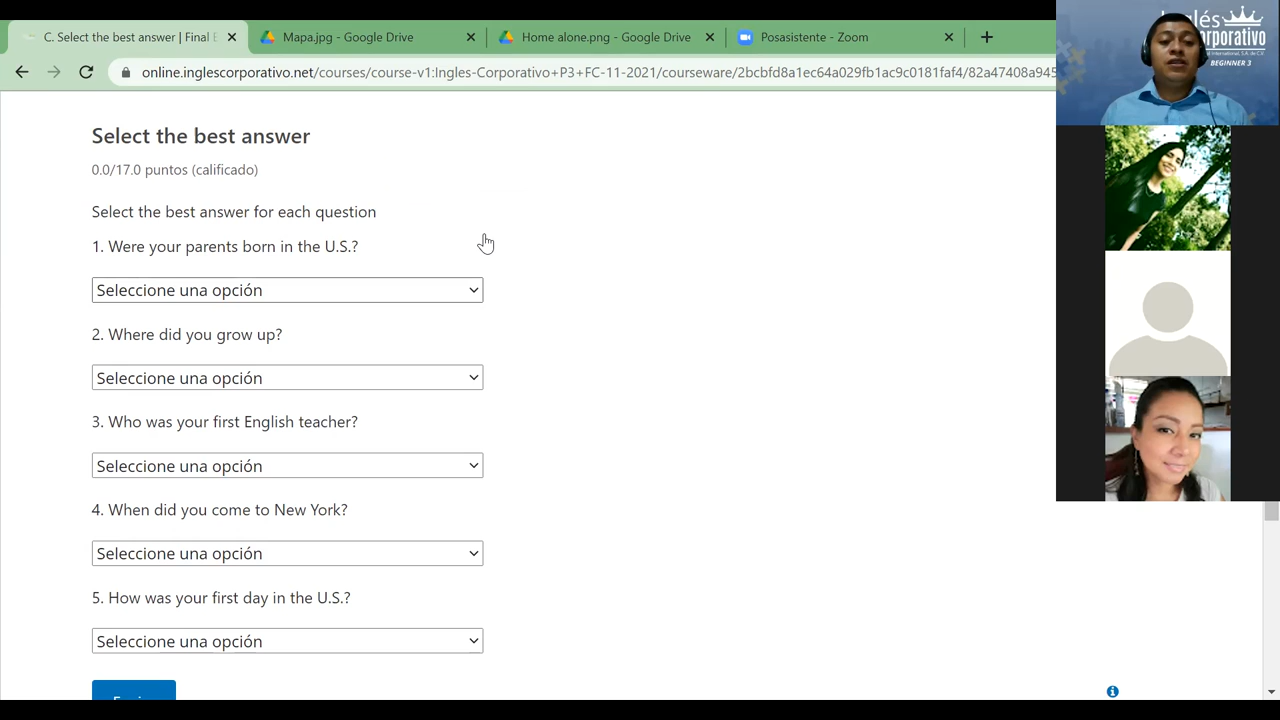 C. Select the best answer | Final E
Mapa.jpg - Google Drive
Home alone.png - Google Drive
Posasistente - Zoom
online.inglescorporativo.net/courses/course-v1:Ingles-Corporativo+P3+FC-11-2021/courseware/2bcbfd8a1ec64a029fb1ac9c0181faf4/82a47408a945
Inglés
Corporativo
BEGINNER 3
Select the best answer
0.0/17.0 puntos (calificado)
Select the best answer for each question
1. Were your parents born in the U.S.?
Seleccione una opción
2. Where did you grow up?
Seleccione una opción
3. Who was your first English teacher?
Seleccione una opción
4. When did you come to New York?
Seleccione una opción
5. How was your first day in the U.S.?
Seleccione una opción